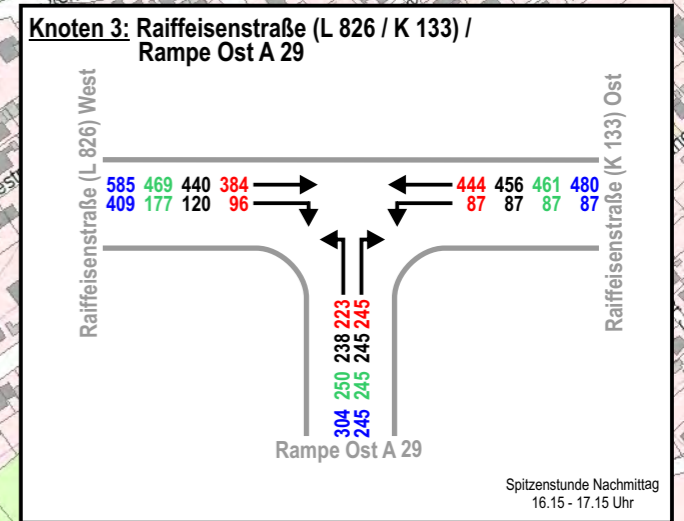 Knoten 3: Raiffeisenstraße (L 826 / K 133) /
Rampe Ost A 29
Raiffeisenstraße (L 826) West
585 469 440 384
409 177 120 96
444 456 461 480
87 87 87 87
Raiffeisenstraße (K 133) Ost
304 250 238 223
245 245 245 245
Rampe Ost A 29
Spitzenstunde Nachmittag
16.15 - 17.15 Uhr